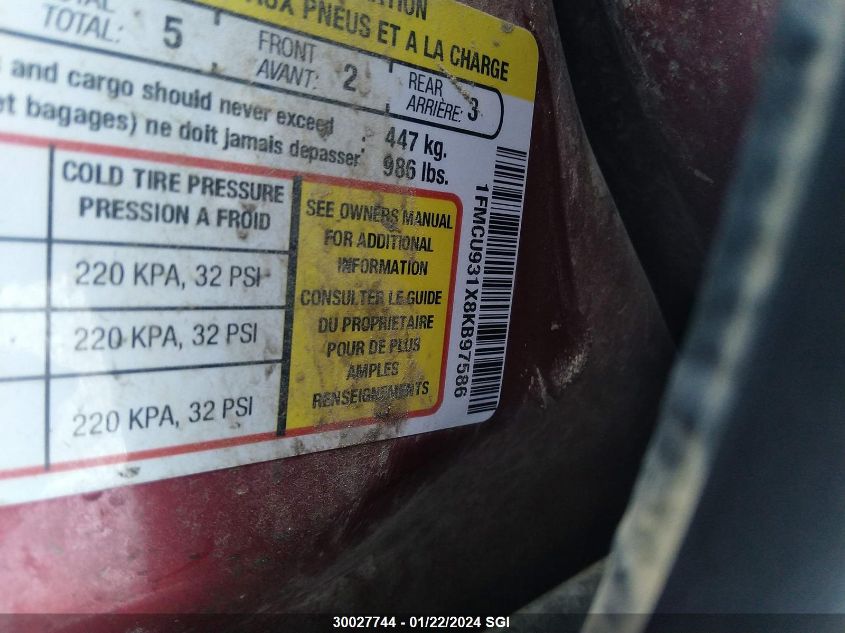 AUX PNEUS ET A LA CHARGE
TOTAL: 5 FRONT AVANT: 2 REAR ARRIÈRE: 3
and cargo should never exceed : 447 kg.
et bagages) ne doit jamais depasser 986 lbs.
COLD TIRE PRESSURE
PRESSION A FROID
220 KPA, 32 PSI
220 KPA, 32 PSI
220 KPA, 32 PSI
SEE OWNERS MANUAL
FOR ADDITIONAL
INFORMATION
CONSULTER LE GUIDE
DU PROPRIETAIRE
POUR DE PLUS
AMPLES
RENSEIGNEMENTS
1FMCU931X8KB97586
30027744 - 01/22/2024 SGI